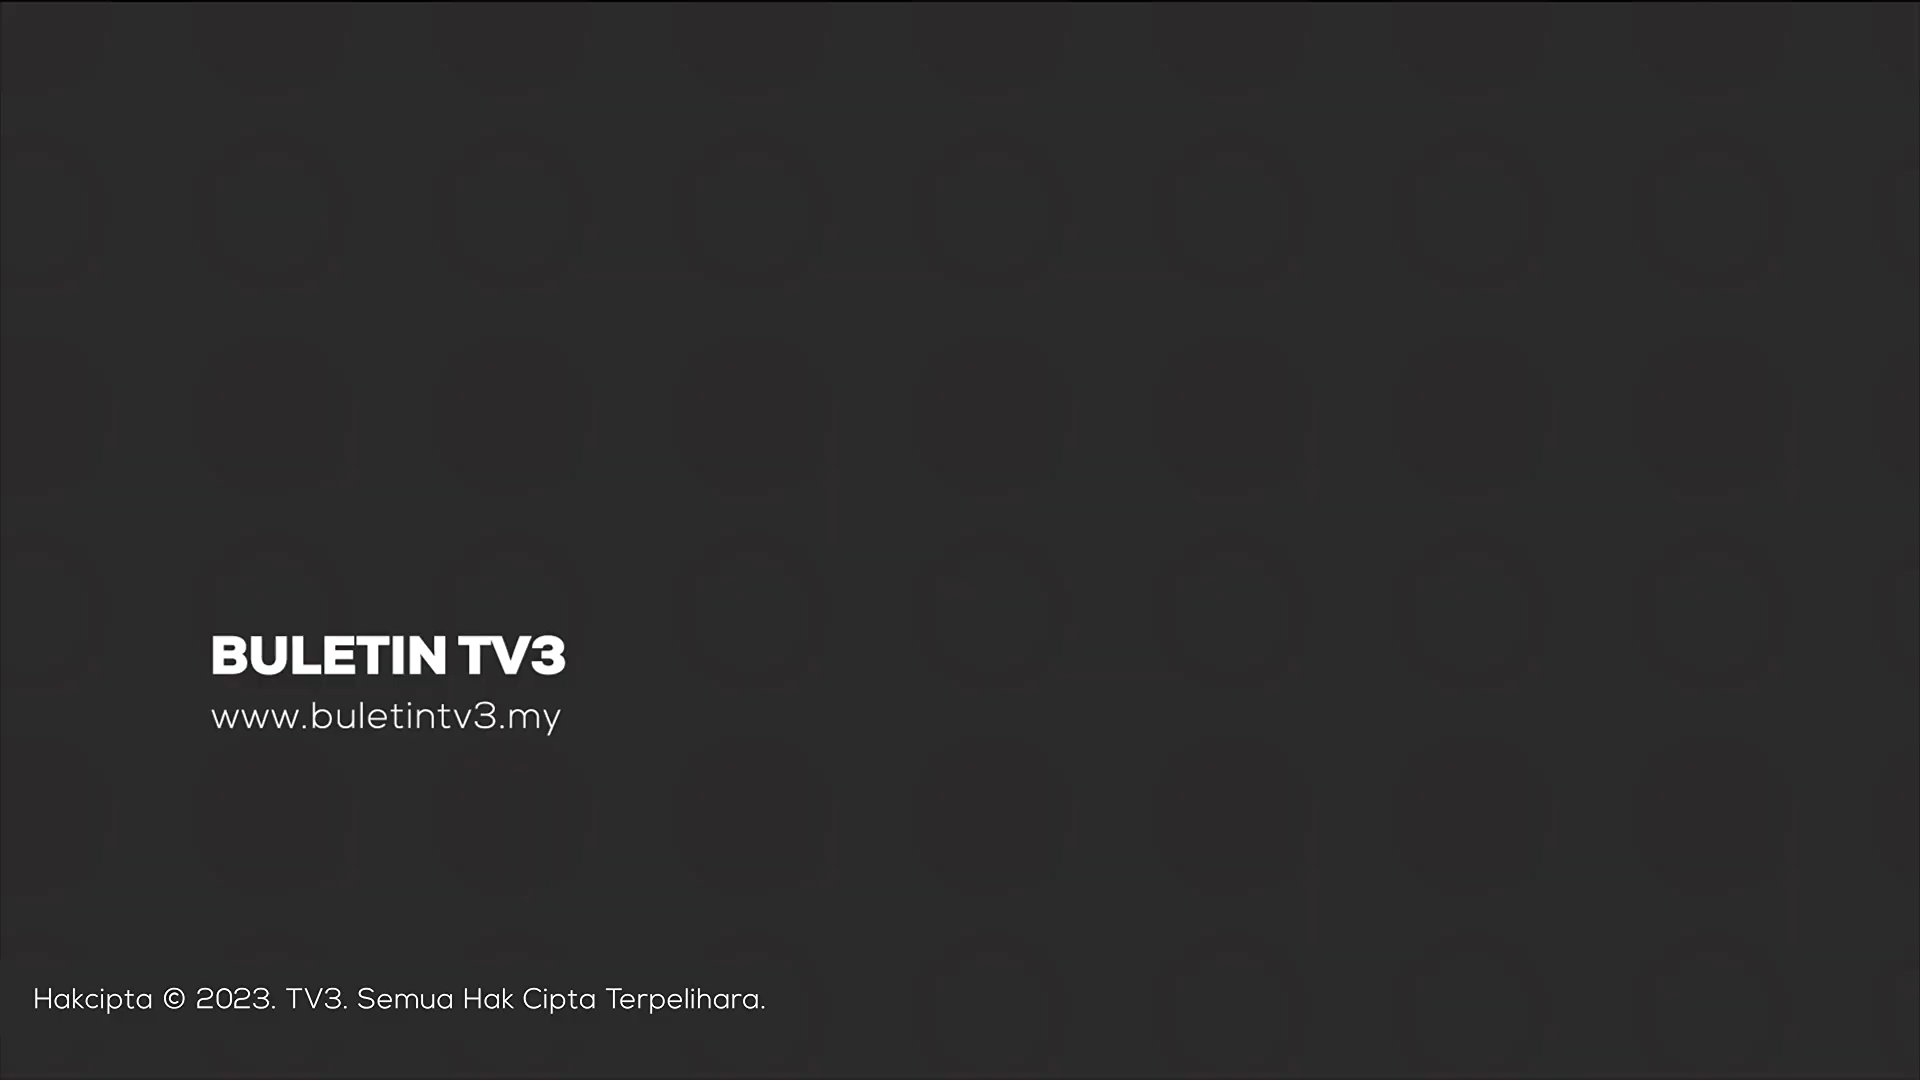 BULETIN TV3
www.buletintv3.my
Hakcipta © 2023. TV3. Semua Hak Cipta Terpelihara.